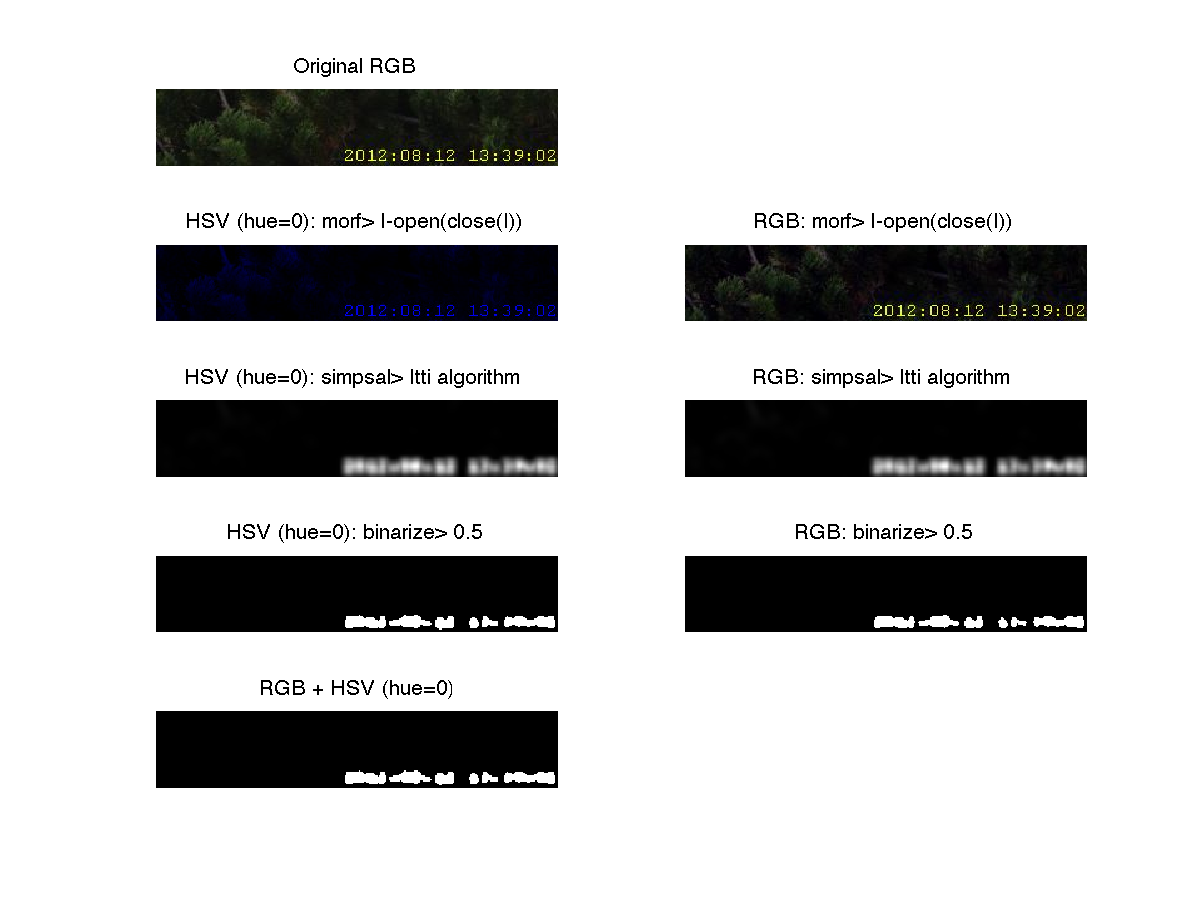 Original RGB
2012:08:12 13:39:02
HSV (hue=0): morf> I-open(close(I))
RGB: morf> I-open(close(I))
2012:08:12 13:39:02
2012:08:12 13:39:02
HSV (hue=0): simpsal> Itti algorithm
RGB: simpsal> Itti algorithm
HSV (hue=0): binarize> 0.5
RGB: binarize> 0.5
RGB + HSV (hue=0)